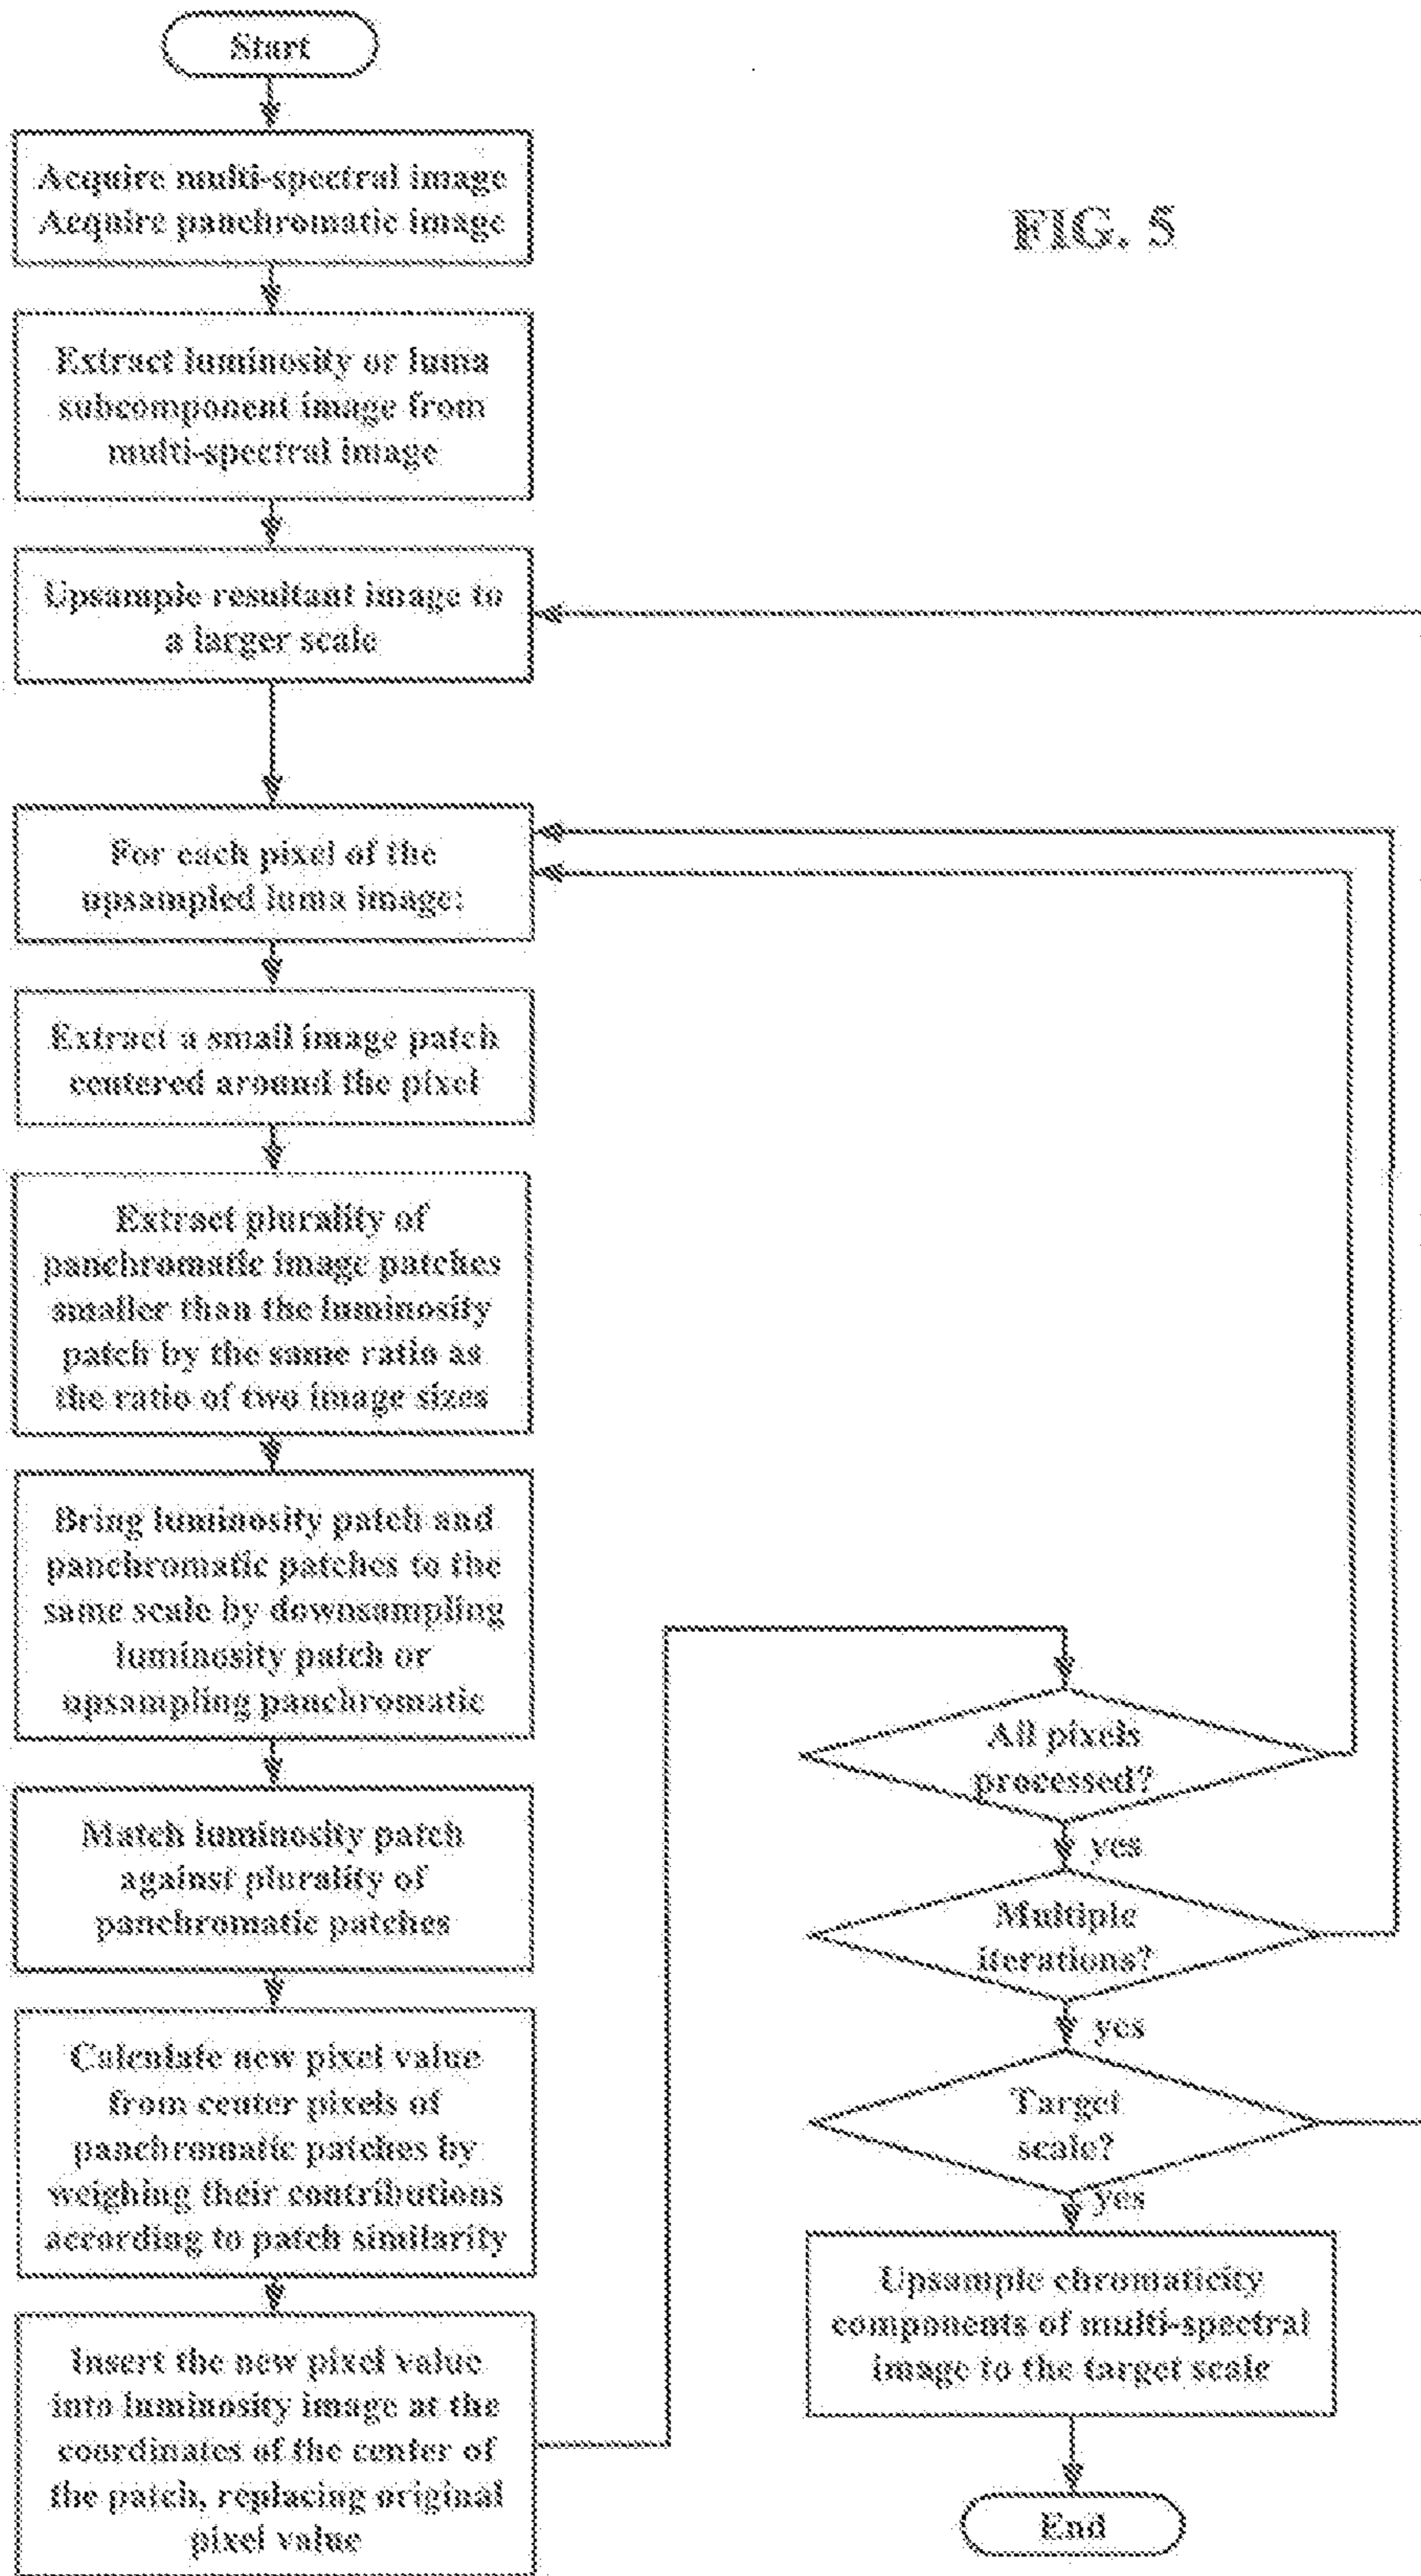 Start
Acquire multi-spectral image
Acquire panchromatic image
FIG. 5
Extract luminosity or luma
subcomponent image from
multi-spectral image
Upsample resultant image to
a larger scale
For each pixel of the
upsampled luma image:
Extract a small image patch
centered around the pixel
Extract plurality of
panchromatic image patches
smaller than the luminosity
patch by the same ratio as
the ratio of two image sizes
Bring luminosity patch and
panchromatic patches to the
same scale by downsampling
luminosity patch or
upsampling panchromatic
Match luminosity patch
against plurality of
panchromatic patches
Calculate new pixel value
from center pixels of
panchromatic patches by
weighing their contributions
according to patch similarity
Insert the new pixel value
into luminosity image at the
coordinates of the center of
the patch, replacing original
pixel value
All pixels
processed?
yes
Multiple
iterations?
yes
Target
scale?
yes
Upsample chromaticity
components of multi-spectral
image to the target scale
End